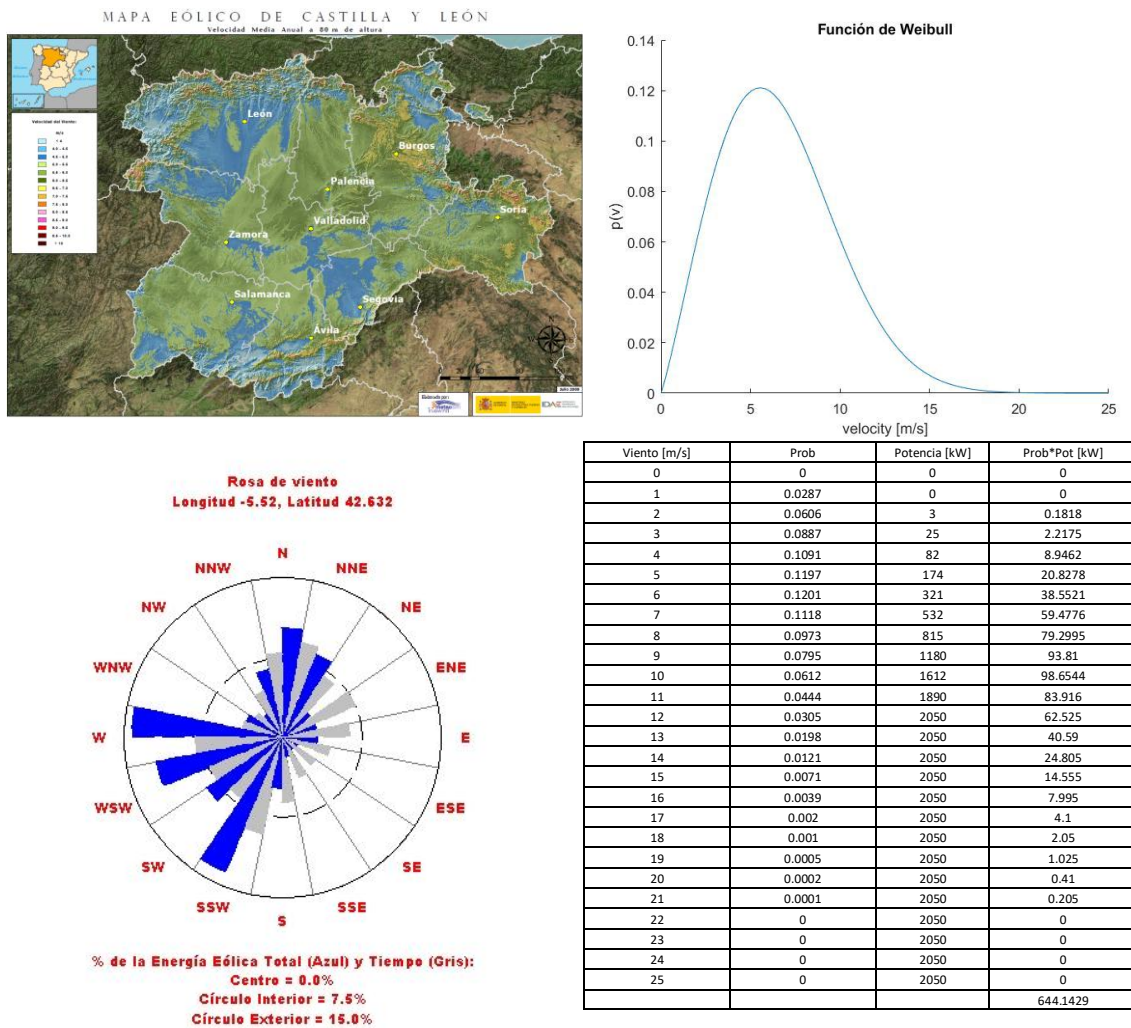 MAPA EÓLICO DE CASTILLA Y LEÓN
Velocidad Media Anual a 80 m de altura
Velocidad del Viento
m/s
León
Burgos
Palencia
Soria
Valladolid
Zamora
Salamanca
Segovia
Ávila
N
IDAE
Función de Weibull
p(v)
0.14
0.12
0.1
0.08
0.06
0.04
0.02
0
0 5 10 15 20 25
velocity [m/s]
Rosa de viento
Longitud -5.52, Latitud 42.632
N
NNE
NE
ENE
E
ESE
SE
SSE
S
SSW
SW
WSW
W
WNW
NW
NNW
% de la Energía Eólica Total (Azul) y Tiempo (Gris):
Centro = 0.0%
Círculo Interior = 7.5%
Círculo Exterior = 15.0%
Viento [m/s] Prob Potencia [kW] Prob*Pot [kW]
0 0 0 0
1 0.0287 0 0
2 0.0606 3 0.1818
3 0.0887 25 2.2175
4 0.1091 82 8.9462
5 0.1197 174 20.8278
6 0.1201 321 38.5521
7 0.1118 532 59.4776
8 0.0973 815 79.2995
9 0.0795 1180 93.81
10 0.0612 1612 98.6544
11 0.0444 1890 83.916
12 0.0305 2050 62.525
13 0.0198 2050 40.59
14 0.0121 2050 24.805
15 0.0071 2050 14.555
16 0.0039 2050 7.995
17 0.002 2050 4.1
18 0.001 2050 2.05
19 0.0005 2050 1.025
20 0.0002 2050 0.41
21 0.0001 2050 0.205
22 0 2050 0
23 0 2050 0
24 0 2050 0
25 0 2050 0
644.1429